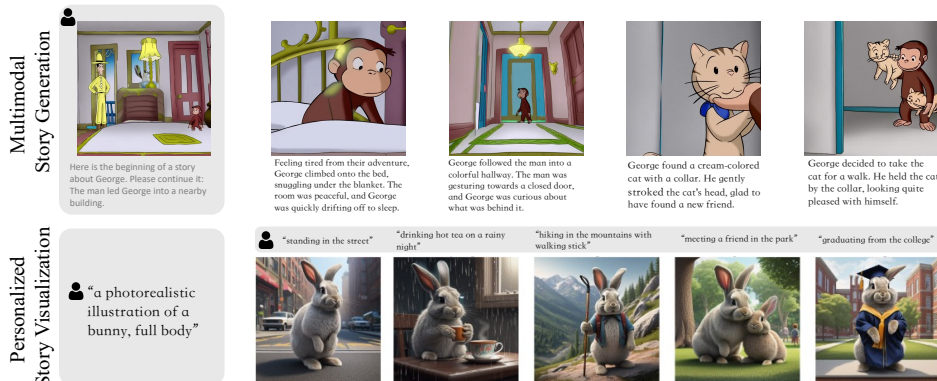 Multimodal
Story Generation
Here is the beginning of a story
about George. Please continue it:
The man led George into a nearby
building.
Feeling tired from their adventure,
George climbed onto the bed,
snuggling under the blanket. The
room was peaceful, and George
was quickly drifting off to sleep.
George followed the man into a
colorful hallway. The man was
gesturing towards a closed door,
and George was curious about
what was behind it.
George found a cream-colored
cat with a collar. He gently
stroked the cat's head, glad to
have found a new friend.
George decided to take the
cat for a walk. He held the cat
by the collar, looking quite
pleased with himself.
Personalized
Story Visualization
"a photorealistic
illustration of a
bunny, full body"
"standing in the street"
"drinking hot tea on a rainy
night"
"hiking in the mountains with
walking stick"
"meeting a friend in the park"
"graduating from the college"